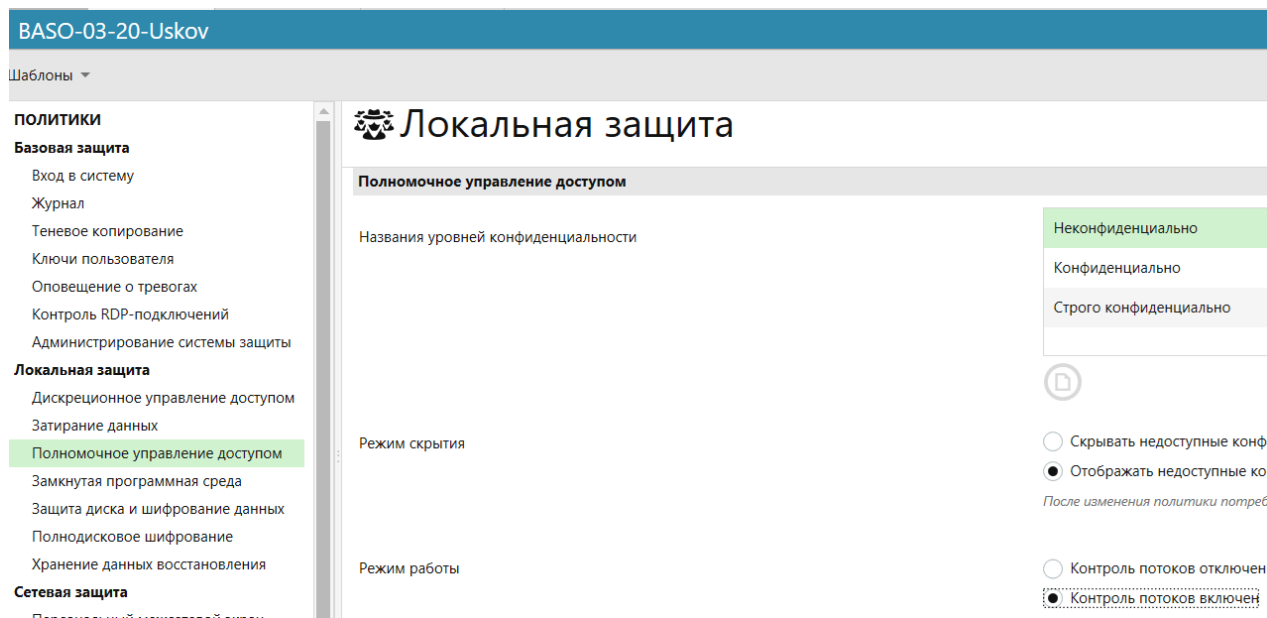 BASO-03-20-Uskov
Шаблоны
ПОЛИТИКИ
Базовая защита
Вход в систему
Журнал
Теневое копирование
Ключи пользователя
Оповещение о тревогах
Контроль RDP-подключений
Администрирование системы защиты
Локальная защита
Дискреционное управление доступом
Затирание данных
Полномочное управление доступом
Замкнутая программная среда
Защита диска и шифрование данных
Полнодисковое шифрование
Хранение данных восстановления
Сетевая защита
Локальная защита
Полномочное управление доступом
Названия уровней конфиденциальности
Неконфиденциально
Конфиденциально
Строго конфиденциально
Режим скрытия
Скрывать недоступные конф
Отображать недоступные ко
После изменения политики потреб
Режим работы
Контроль потоков отключен
Контроль потоков включен